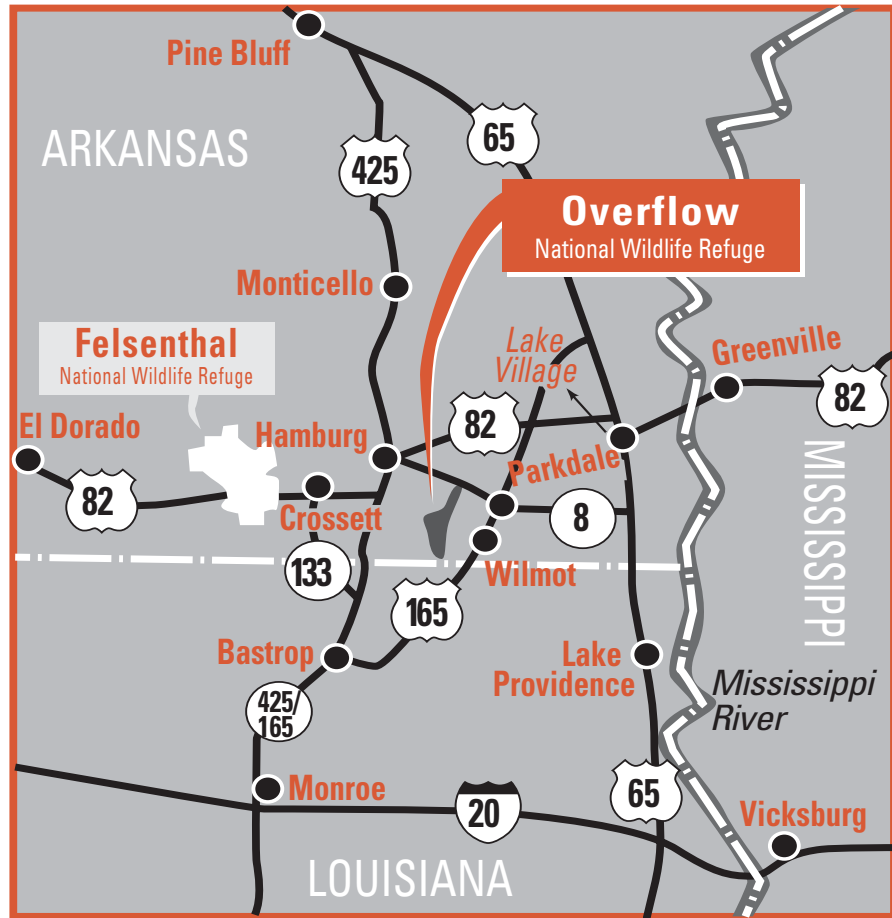 Pine Bluff
ARKANSAS
425
65
Overflow
National Wildlife Refuge
Monticello
Felsenthal
National Wildlife Refuge
Lake
Village
Greenville
82
El Dorado
Hamburg
82
Parkdale
MISSISSIPPI
82
Crossett
8
133
Wilmot
165
Bastrop
Lake
Providence
Mississippi
River
425/
165
Monroe
20
65
Vicksburg
LOUISIANA